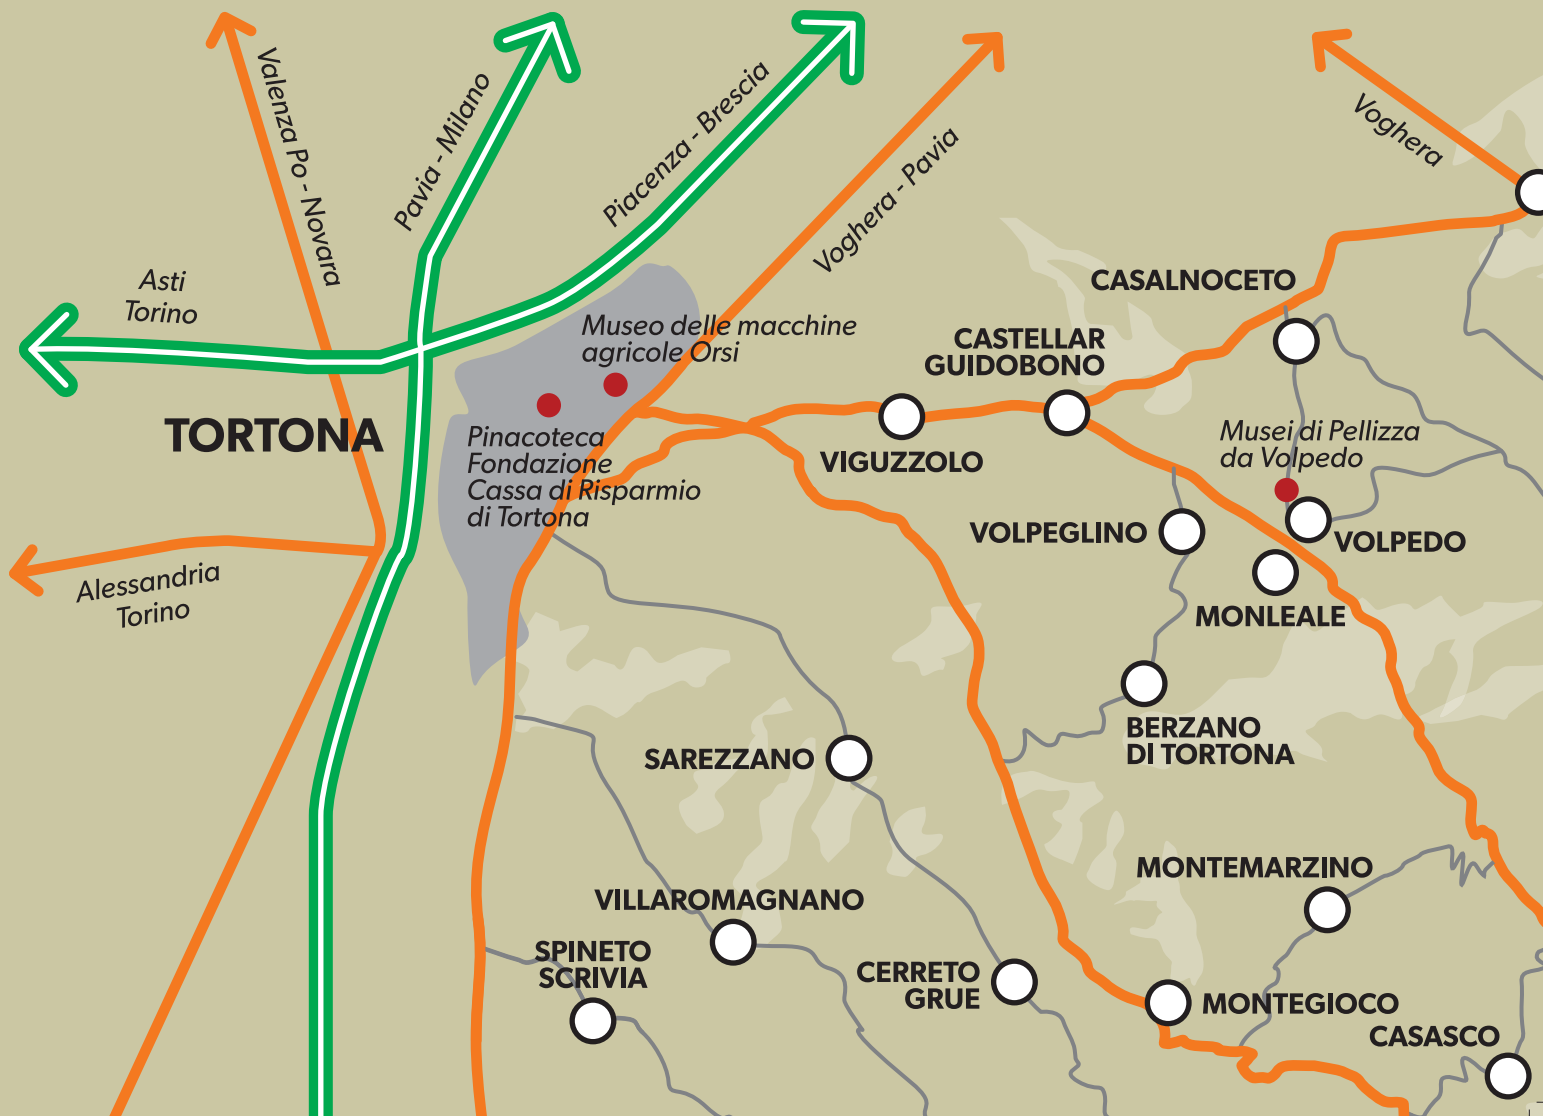 Valenza Po - Novara
Pavia - Milano
Piacenza - Brescia
Voghera - Pavia
Voghera
Asti
Torino
CASALNOCETO
Museo delle macchine
agricole Orsi
CASTELLAR
GUIDOBONO
TORTONA
Pinacoteca
Fondazione
Cassa di Risparmio
di Tortona
VIGUZZOLO
Musei di Pellizza
da Volpedo
VOLPEGLINO
VOLPEDO
Alessandria
Torino
MONLEALE
BERZANO
DI TORTONA
SAREZZANO
MONTEMARZINO
VILLAROMAGNANO
SPINETO
SCRIVIA
CERRETO
GRUE
MONTEGIOCO
CASASCO